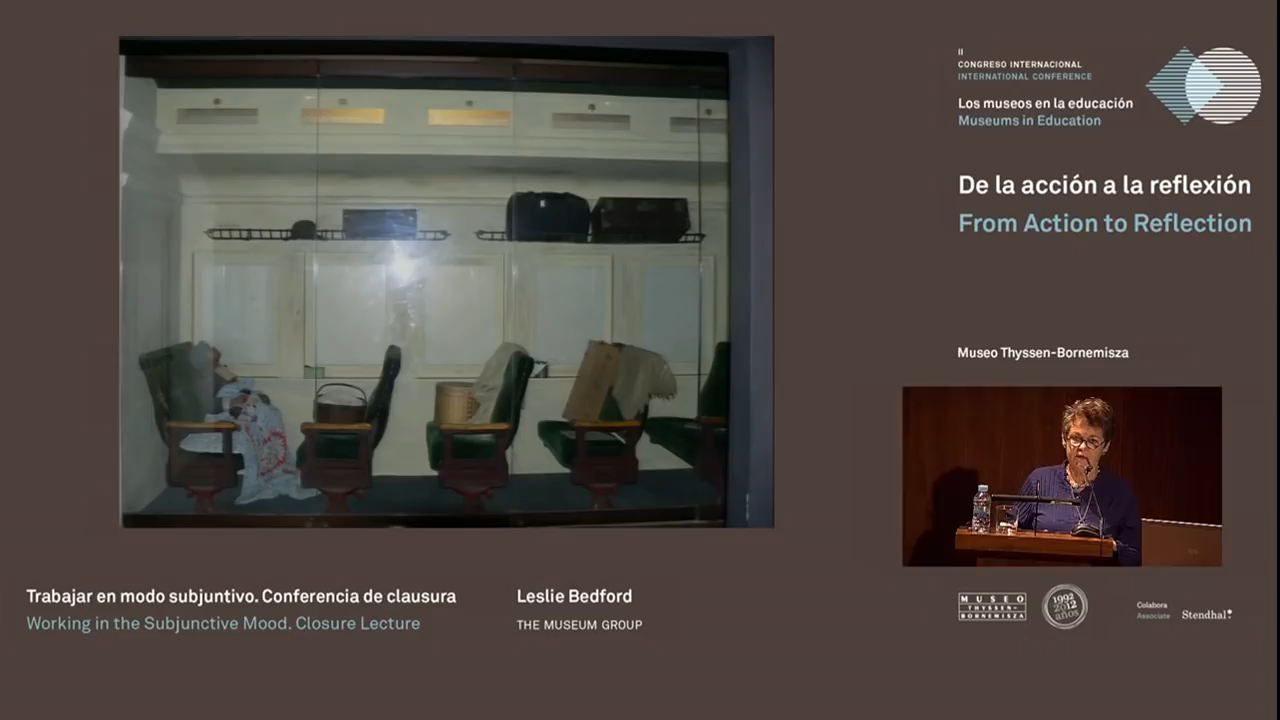 II
CONGRESO INTERNACIONAL
INTERNATIONAL CONFERENCE
Los museos en la educación
Museums in Education
De la acción a la reflexión
From Action to Reflection
Museo Thyssen-Bornemisza
Trabajar en modo subjuntivo. Conferencia de clausura
Working in the Subjunctive Mood. Closure Lecture
Leslie Bedford
THE MUSEUM GROUP
MUSEO
THYSSEN-
BORNEMISZA
1992
2012
años
Colabora
Associate
Stendhal